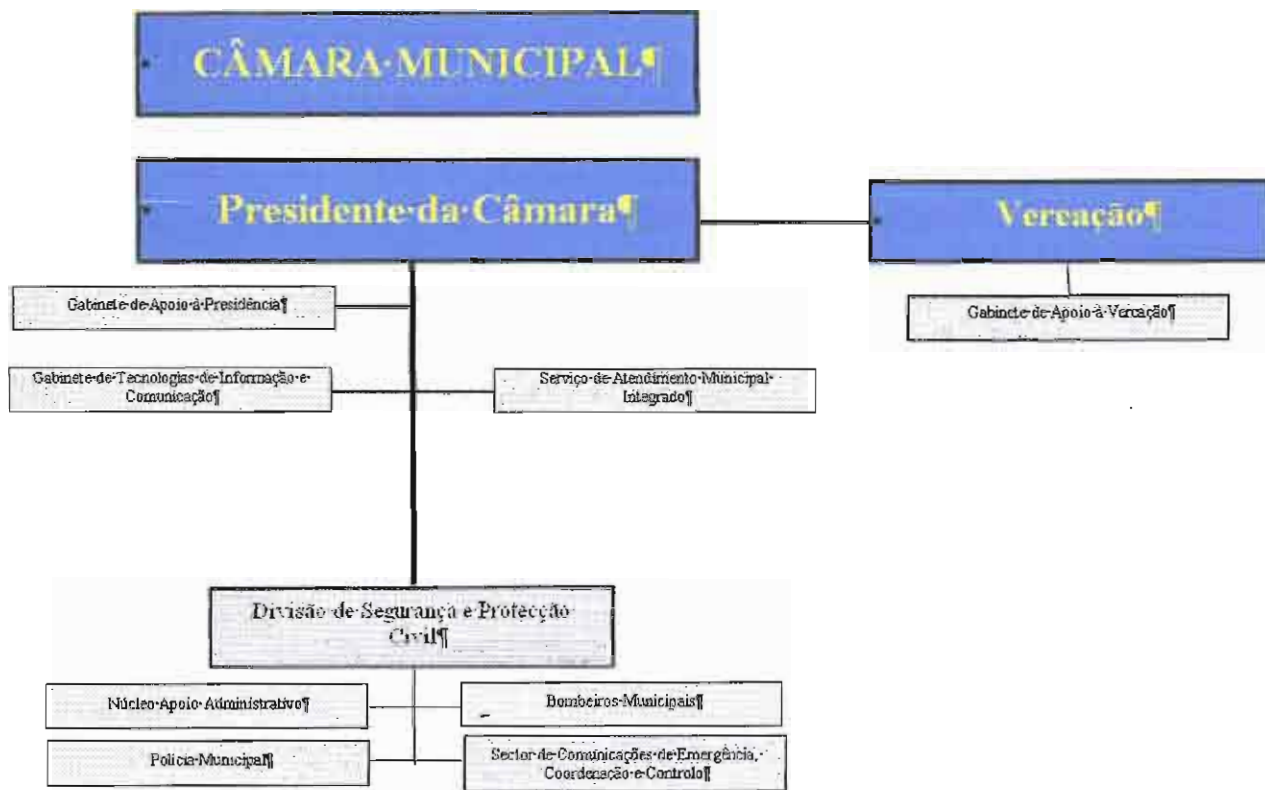 CÂMARA·MUNICIPAL¶
Presidente·da·Câmara¶
Vereação¶
Gabinete·de·Apoio·à·Presidência¶
Gabinete·de·Apoio·à·Vereação¶
Gabinete·de·Tecnologias·de·Informação·e·
Comunicação¶
Serviço·de·Atendimento·Municipal·
Integrado¶
Divisão·de·Segurança·e·Protecção·
Civil¶
Núcleo·Apoio·Administrativo¶
Bombeiros·Municipais¶
Polícia·Municipal¶
Sector·de·Comunicações·de·Emergência,·
Coordenação·e·Controlo¶